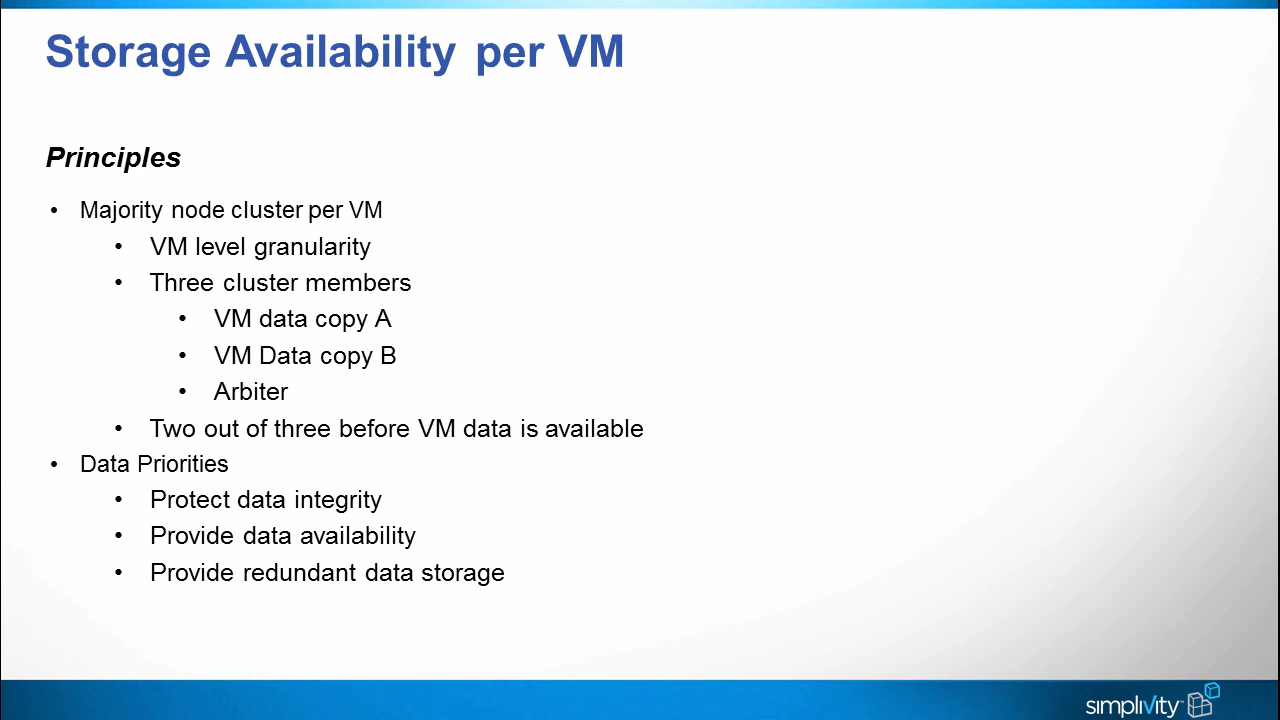 Storage Availability per VM
Principles
• Majority node cluster per VM
• VM level granularity
• Three cluster members
• VM data copy A
• VM Data copy B
• Arbiter
• Two out of three before VM data is available
• Data Priorities
• Protect data integrity
• Provide data availability
• Provide redundant data storage
simplivity™